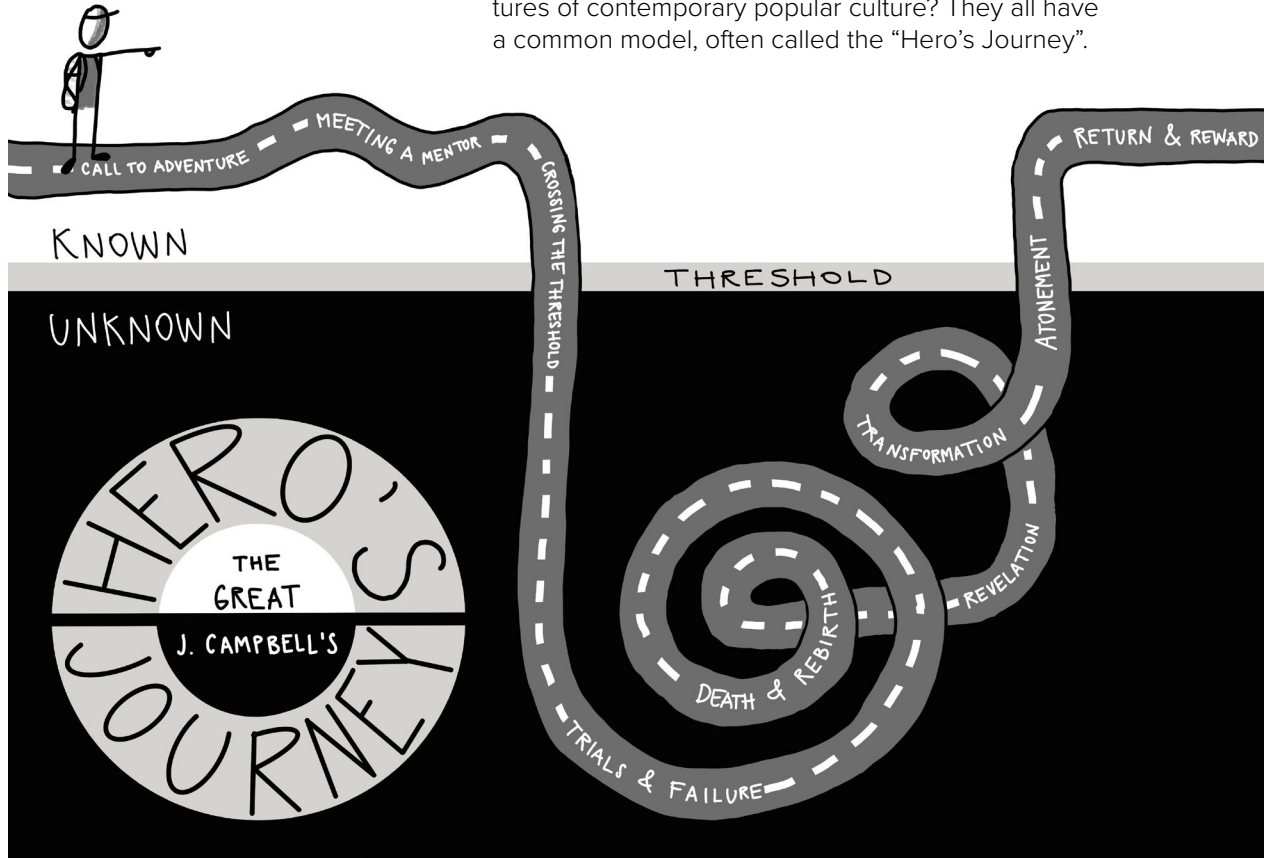 tures of contemporary popular culture? They all have
a common model, often called the “Hero’s Journey”.
CALL TO ADVENTURE
MEETING A MENTOR
CROSSING THE THRESHOLD
RETURN & REWARD
KNOWN
THRESHOLD
UNKNOWN
ATONEMENT
TRANSFORMATION
REVELATION
DEATH & REBIRTH
TRIALS & FAILURE
HERO'S
THE
GREAT
J. CAMPBELL'S
JOURNEY